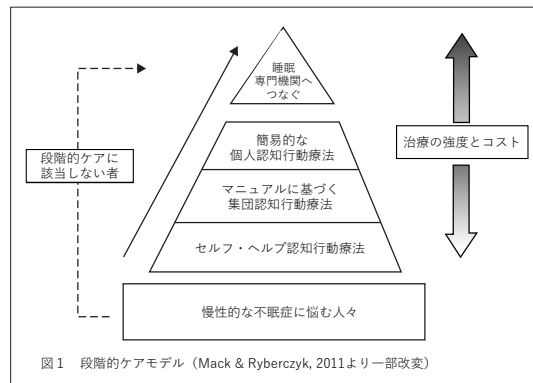 睡眠
専門機関へ
つなぐ
簡易的な
個人認知行動療法
マニュアルに基づく
集団認知行動療法
セルフ・ヘルプ認知行動療法
慢性的な不眠症に悩む人々
段階的ケアに
該当しない者
治療の強度とコスト
図1 段階的ケアモデル（Mack & Ryberczyk, 2011より一部改変）